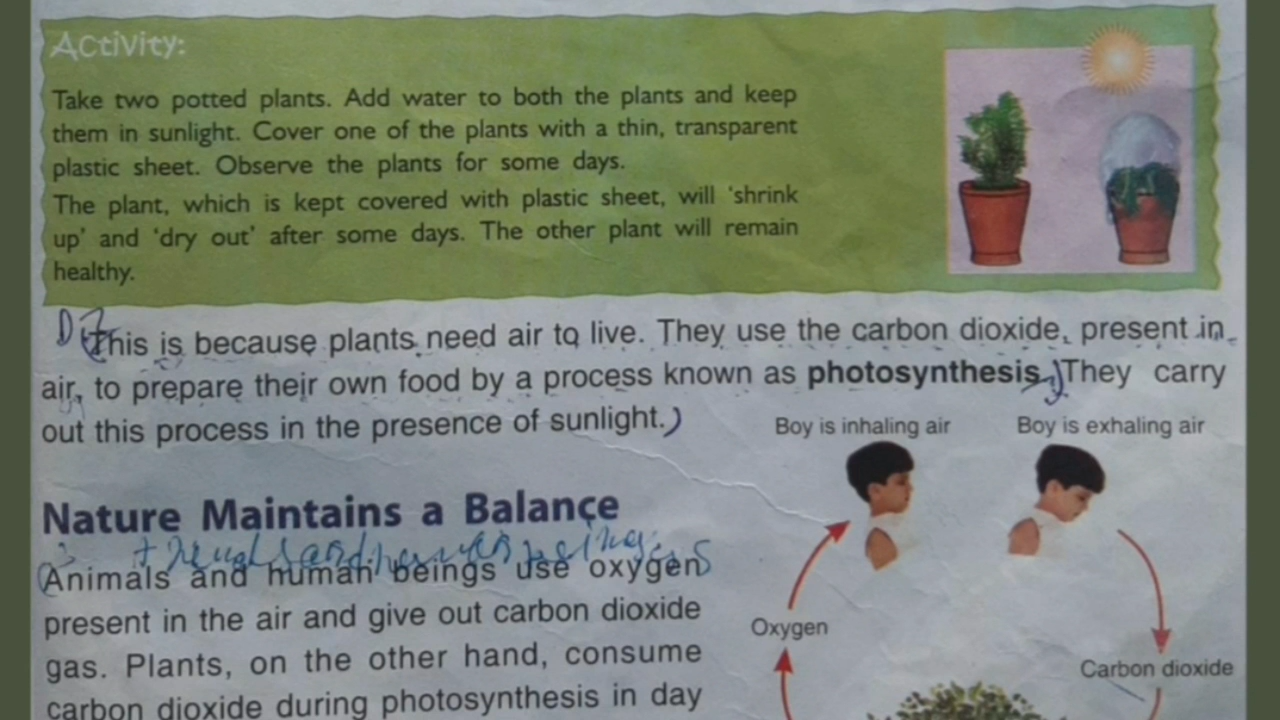 Activity:
Take two potted plants. Add water to both the plants and keep
them in sunlight. Cover one of the plants with a thin, transparent
plastic sheet. Observe the plants for some days.
The plant, which is kept covered with plastic sheet, will 'shrink
up' and 'dry out' after some days. The other plant will remain
healthy.
This is because plants need air to live. They use the carbon dioxide, present in
air, to prepare their own food by a process known as photosynthesis. They carry
out this process in the presence of sunlight.)
Boy is inhaling air
Boy is exhaling air
Nature Maintains a Balance
Animals and human beings use oxygen
present in the air and give out carbon dioxide
gas. Plants, on the other hand, consume
carbon dioxide during photosynthesis in day
Oxygen
Carbon dioxide